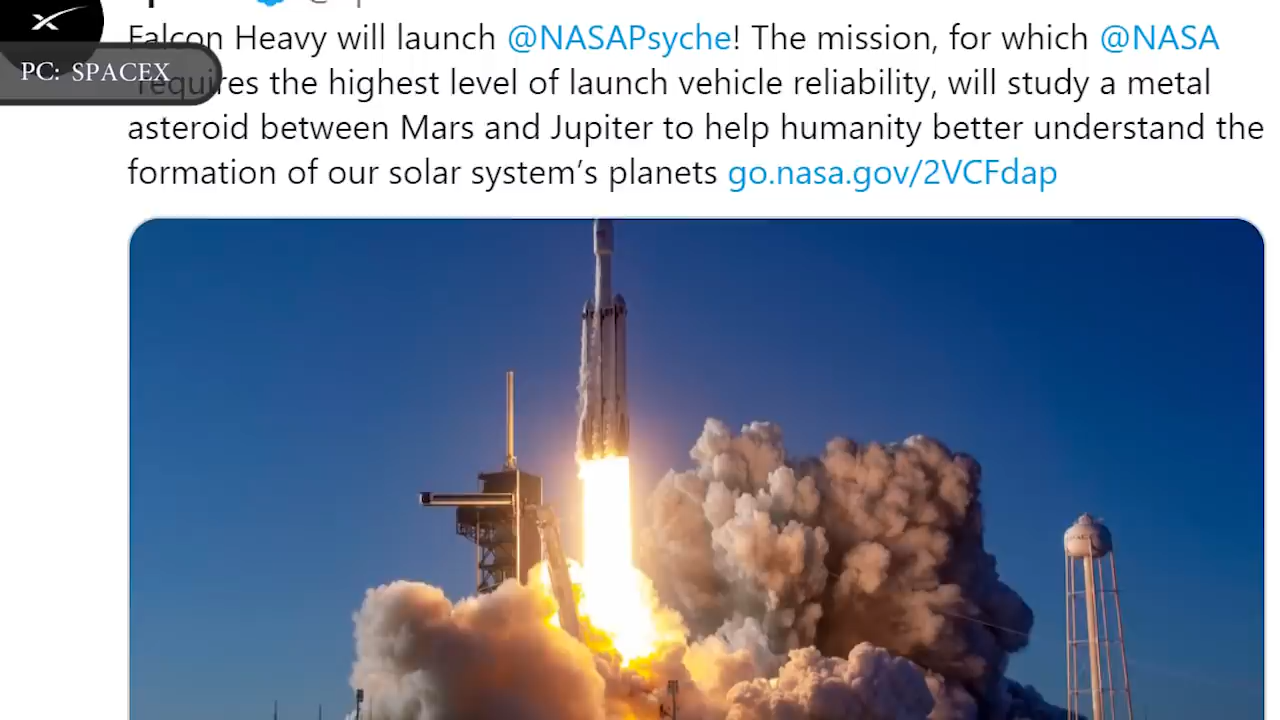 Falcon Heavy will launch @NASAPsyche! The mission, for which @NASA
PC: SPACEX
requires the highest level of launch vehicle reliability, will study a metal
asteroid between Mars and Jupiter to help humanity better understand the
formation of our solar system’s planets go.nasa.gov/2VCFdap